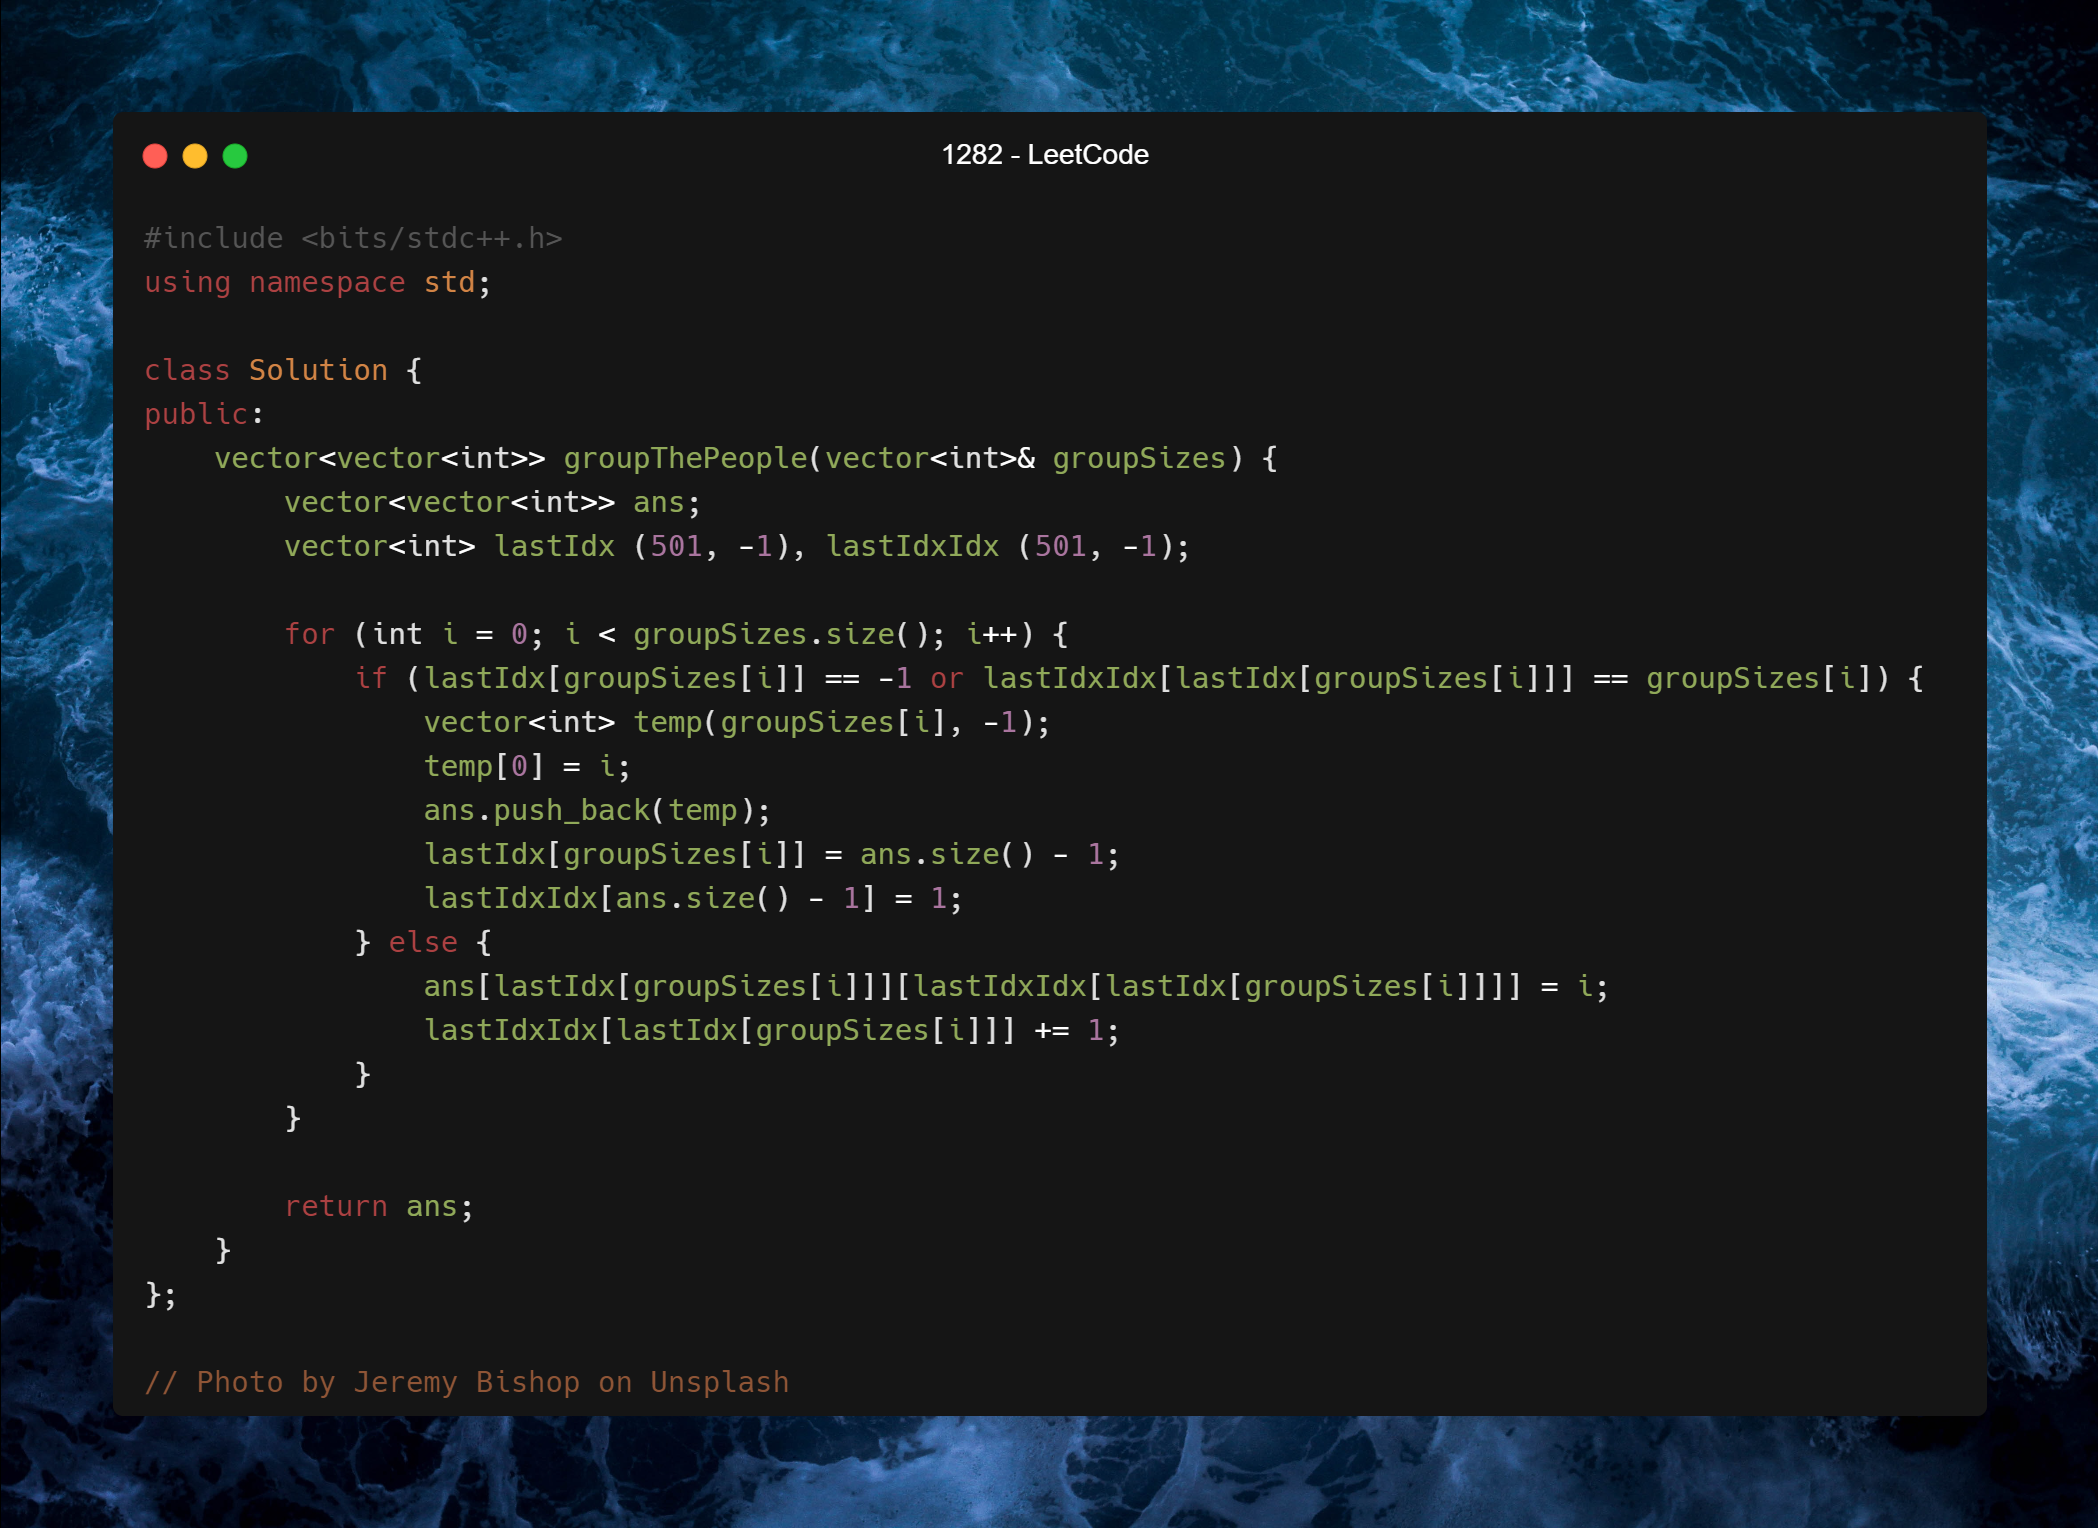 1282 - LeetCode
#include <bits/stdc++.h>
using namespace std;
class Solution {
public:
    vector<vector<int>> groupThePeople(vector<int>& groupSizes) {
        vector<vector<int>> ans;
        vector<int> lastIdx (501, -1), lastIdxIdx (501, -1);
        for (int i = 0; i < groupSizes.size(); i++) {
            if (lastIdx[groupSizes[i]] == -1 or lastIdxIdx[lastIdx[groupSizes[i]]] == groupSizes[i]) {
                vector<int> temp(groupSizes[i], -1);
                temp[0] = i;
                ans.push_back(temp);
                lastIdx[groupSizes[i]] = ans.size() - 1;
                lastIdxIdx[ans.size() - 1] = 1;
            } else {
                ans[lastIdx[groupSizes[i]]][lastIdxIdx[lastIdx[groupSizes[i]]]] = i;
                lastIdxIdx[lastIdx[groupSizes[i]]] += 1;
            }
        }
        return ans;
    }
};
// Photo by Jeremy Bishop on Unsplash